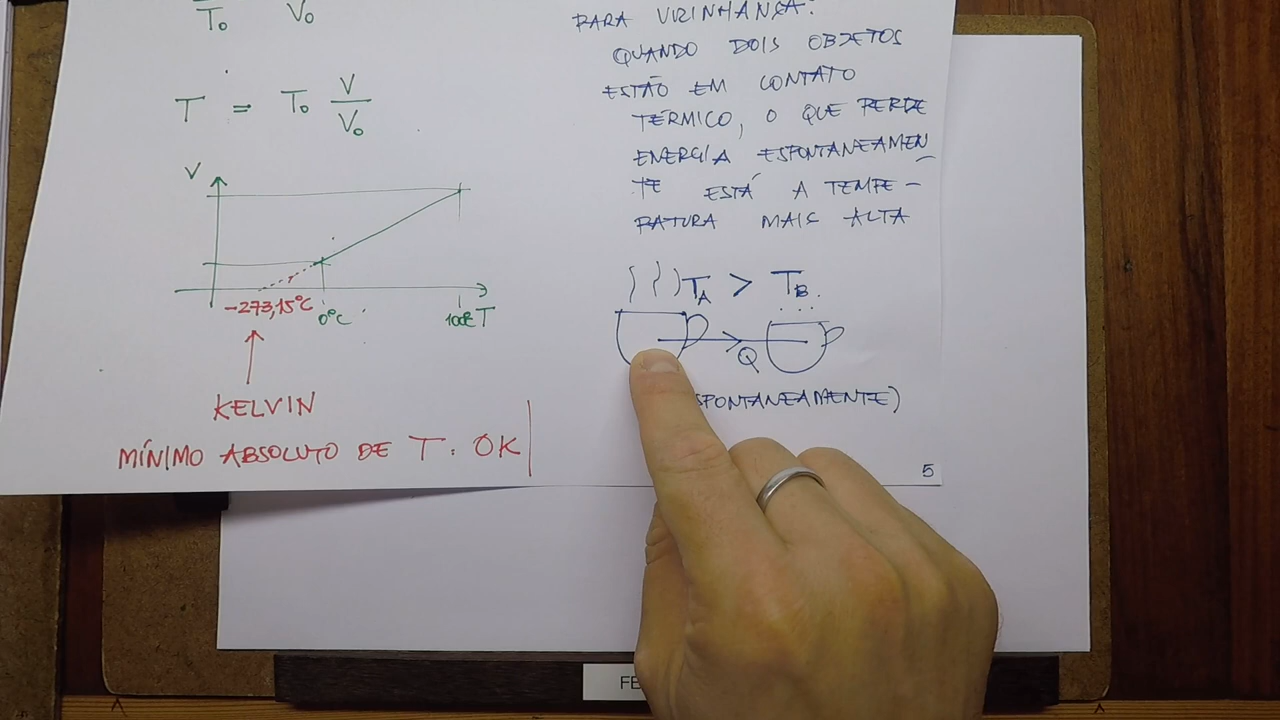 T₀ V₀
T = T₀ V/V₀
V
-273,15°C 0°C 100°C T
KELVIN
MÍNIMO ABSOLUTO DE T: 0K
PARA VIZINHANÇA:
QUANDO DOIS OBJETOS
ESTÃO EM CONTATO
TÉRMICO, O QUE PERDE
ENERGIA ESPONTANEAMEN
TE ESTÁ A TEMPE-
RATURA MAIS ALTA
T_A > T_B
Q
SPONTANEAMENTE)
5
FE